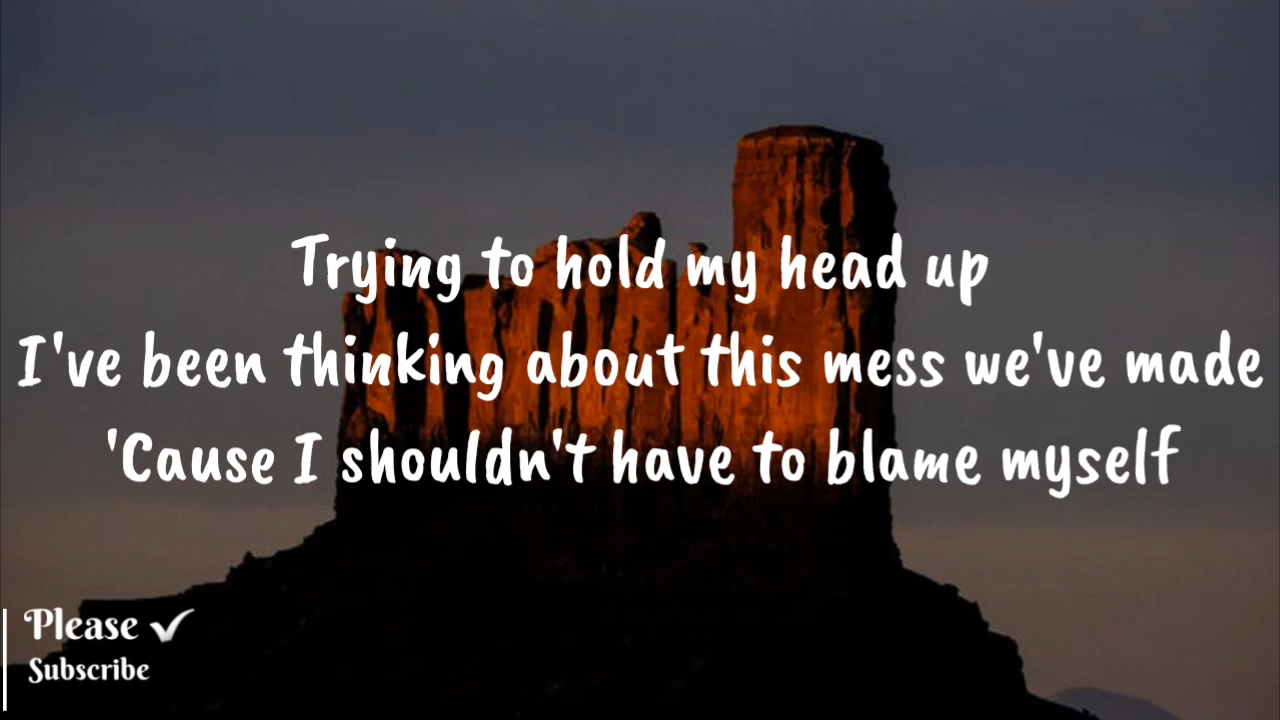 Trying to hold my head up
I've been thinking about this mess we've made
'Cause I shouldn't have to blame myself
Please
Subscribe